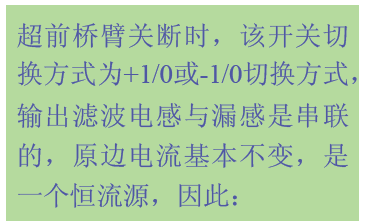 超前桥臂关断时，该开关切
换方式为+1/0或-1/0切换方式，
输出滤波电感与漏感是串联
的，原边电流基本不变，是
一个恒流源，因此：